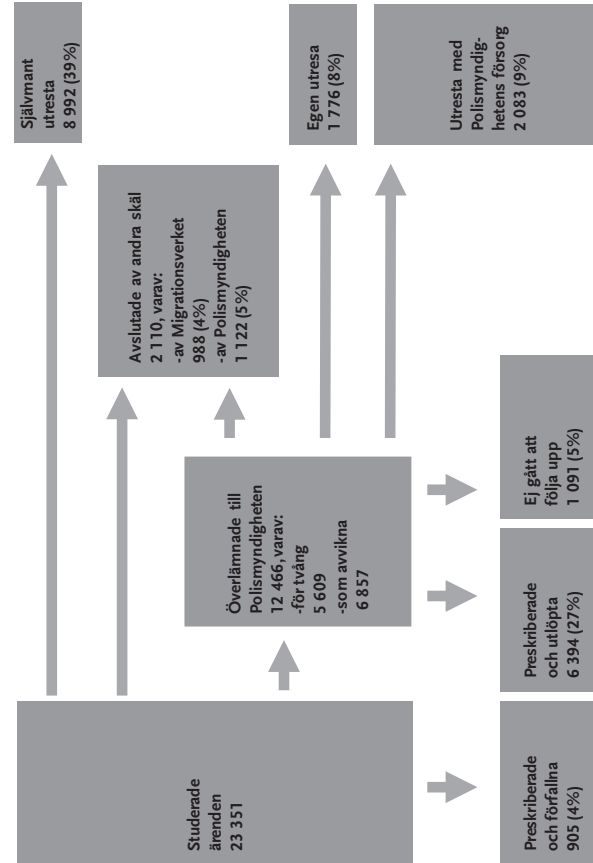 Studerade
ärenden
23 351
Självmant
utresta
8 992 (39%)
Avslutade av andra skäl
2 110, varav:
-av Migrationsverket
988 (4%)
-av Polismyndigheten
1 122 (5%)
Överlämnade till
Polismyndigheten
12 466, varav:
-för tvång
5 609
-som avvikna
6 857
Egen utresa
1 776 (8%)
Utresta med
Polismyndig-
hetens försorg
2 083 (9%)
Preskriberade
och förfallna
905 (4%)
Preskriberade
och utlöpta
6 394 (27%)
Ej gått att
följa upp
1 091 (5%)